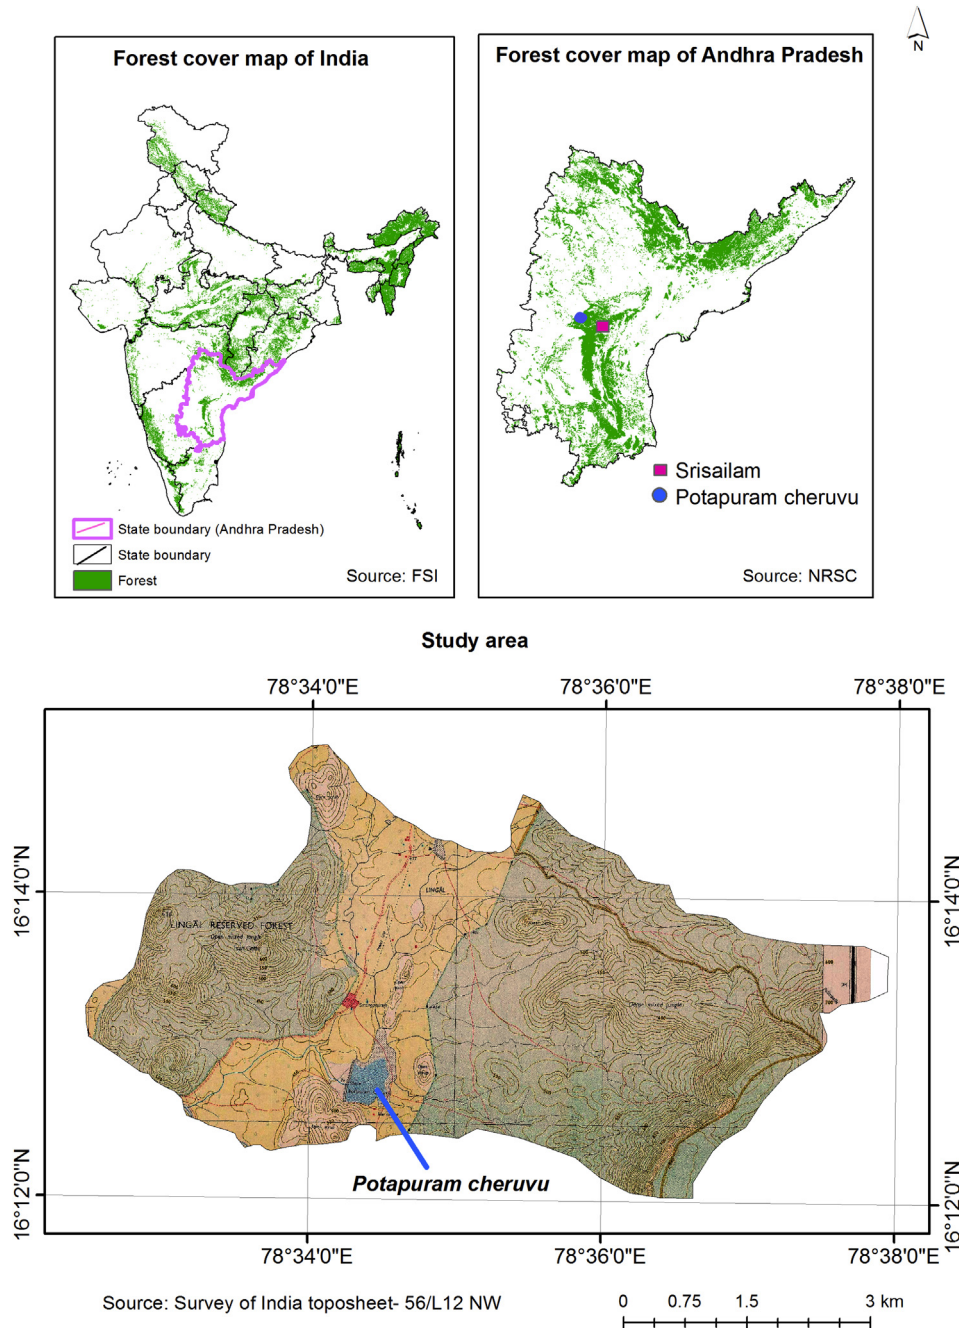 N
Forest cover map of India
State boundary (Andhra Pradesh)
State boundary
Forest
Source: FSI
Forest cover map of Andhra Pradesh
Srisailam
Potapuram cheruvu
Source: NRSC
Study area
78°34'0"E 78°36'0"E 78°38'0"E
16°14'0"N
16°14'0"N
LINGAL
LINGAL RESERVED FOREST
Potapuram cheruvu
16°12'0"N
16°12'0"N
78°34'0"E 78°36'0"E 78°38'0"E
Source: Survey of India toposheet- 56/L12 NW
0 0.75 1.5 3 km